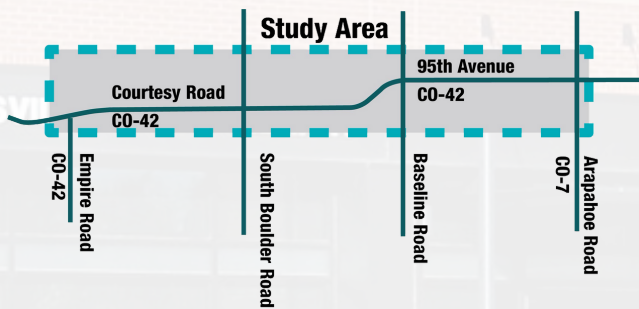 Study Area
95th Avenue
CO-42
Courtesy Road
CO-42
Empire Road
CO-42
South Boulder Road
Baseline Road
Arapahoe Road
CO-7